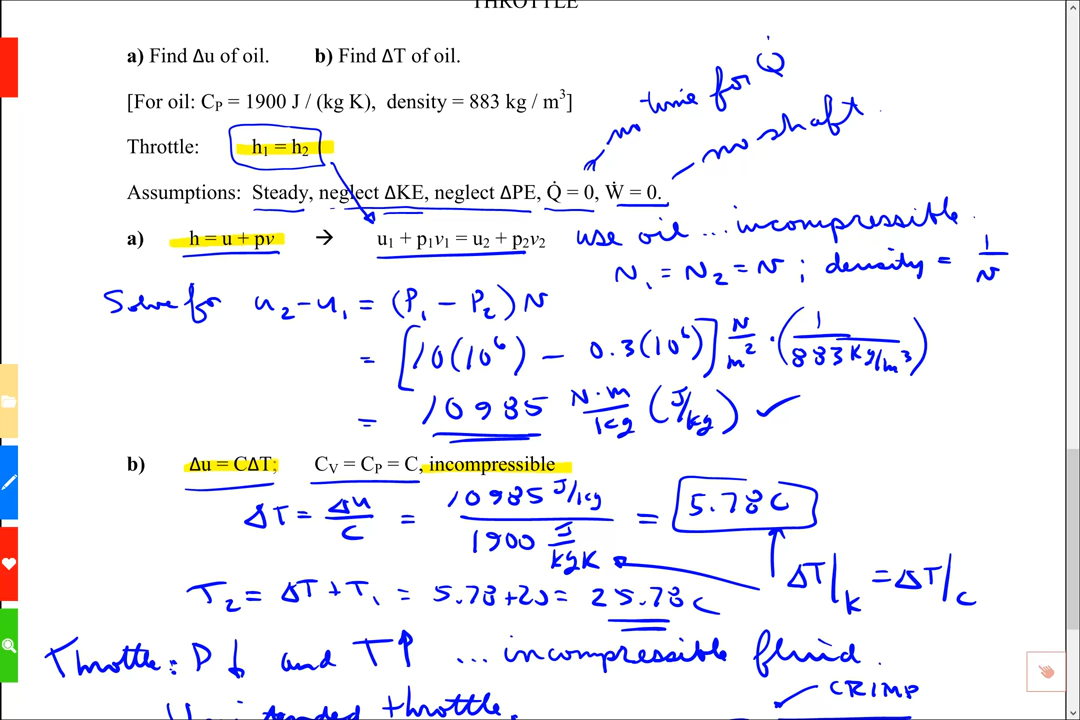 THROTTLE
a) Find Δu of oil. b) Find ΔT of oil.
[For oil: CP = 1900 J / (kg K), density = 883 kg / m³]
no time for Q̇
Throttle: h₁ = h₂
no shaft
Assumptions: Steady, neglect ΔKE, neglect ΔPE, Q̇ = 0, Ẇ = 0.
a) h = u + pv → u₁ + p₁v₁ = u₂ + p₂v₂ use oil ... incompressible
v₁ = v₂ = v ; density = 1/v
Solve for u₂ - u₁ = (P₁ - P₂) v
= [10(10⁶) - 0.3(10⁶)] N/m² · (1/883 kg/m³)
= 10985 N·m/kg (J/kg) ✓
b) Δu = CΔT; CV = CP = C, incompressible
ΔT = Δu/C = 10985 J/kg / 1900 J/kgK = 5.78 C
ΔT/K = ΔT/C
T₂ = ΔT + T₁ = 5.78+20 = 25.78 C
Throttle: P↓ and T↑ ... incompressible fluid.
CRIMP
Unintended throttle.